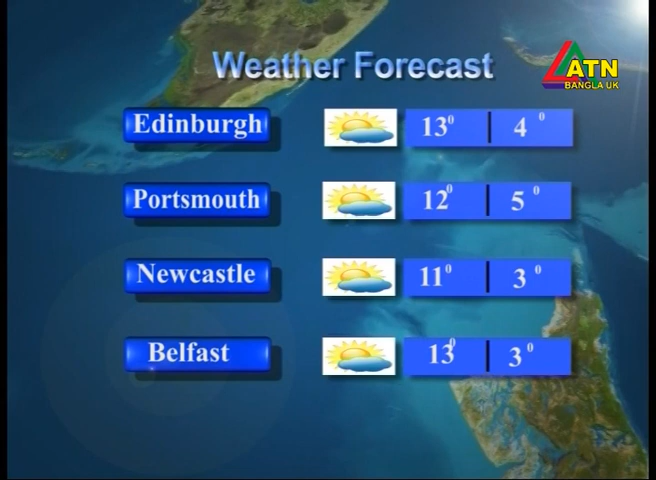 Weather Forecast
ATN
BANGLA UK
Edinburgh 13⁰ | 4⁰
Portsmouth 12⁰ | 5⁰
Newcastle 11⁰ | 3⁰
Belfast 13⁰ | 3⁰